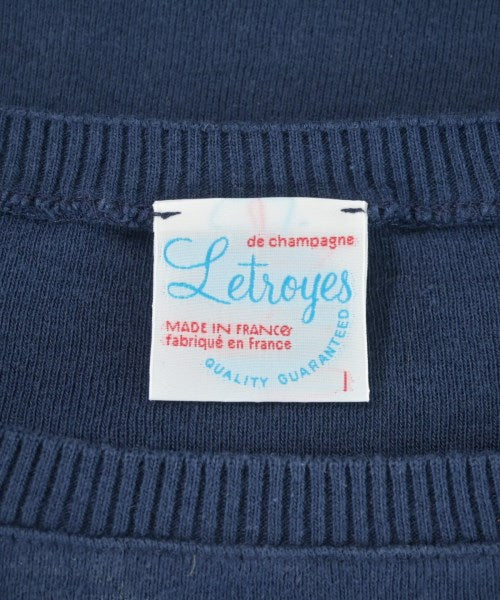 de champagne
Letroyes
MADE IN FRANCE
fabriqué en France
QUALITY GUARANTEED
I